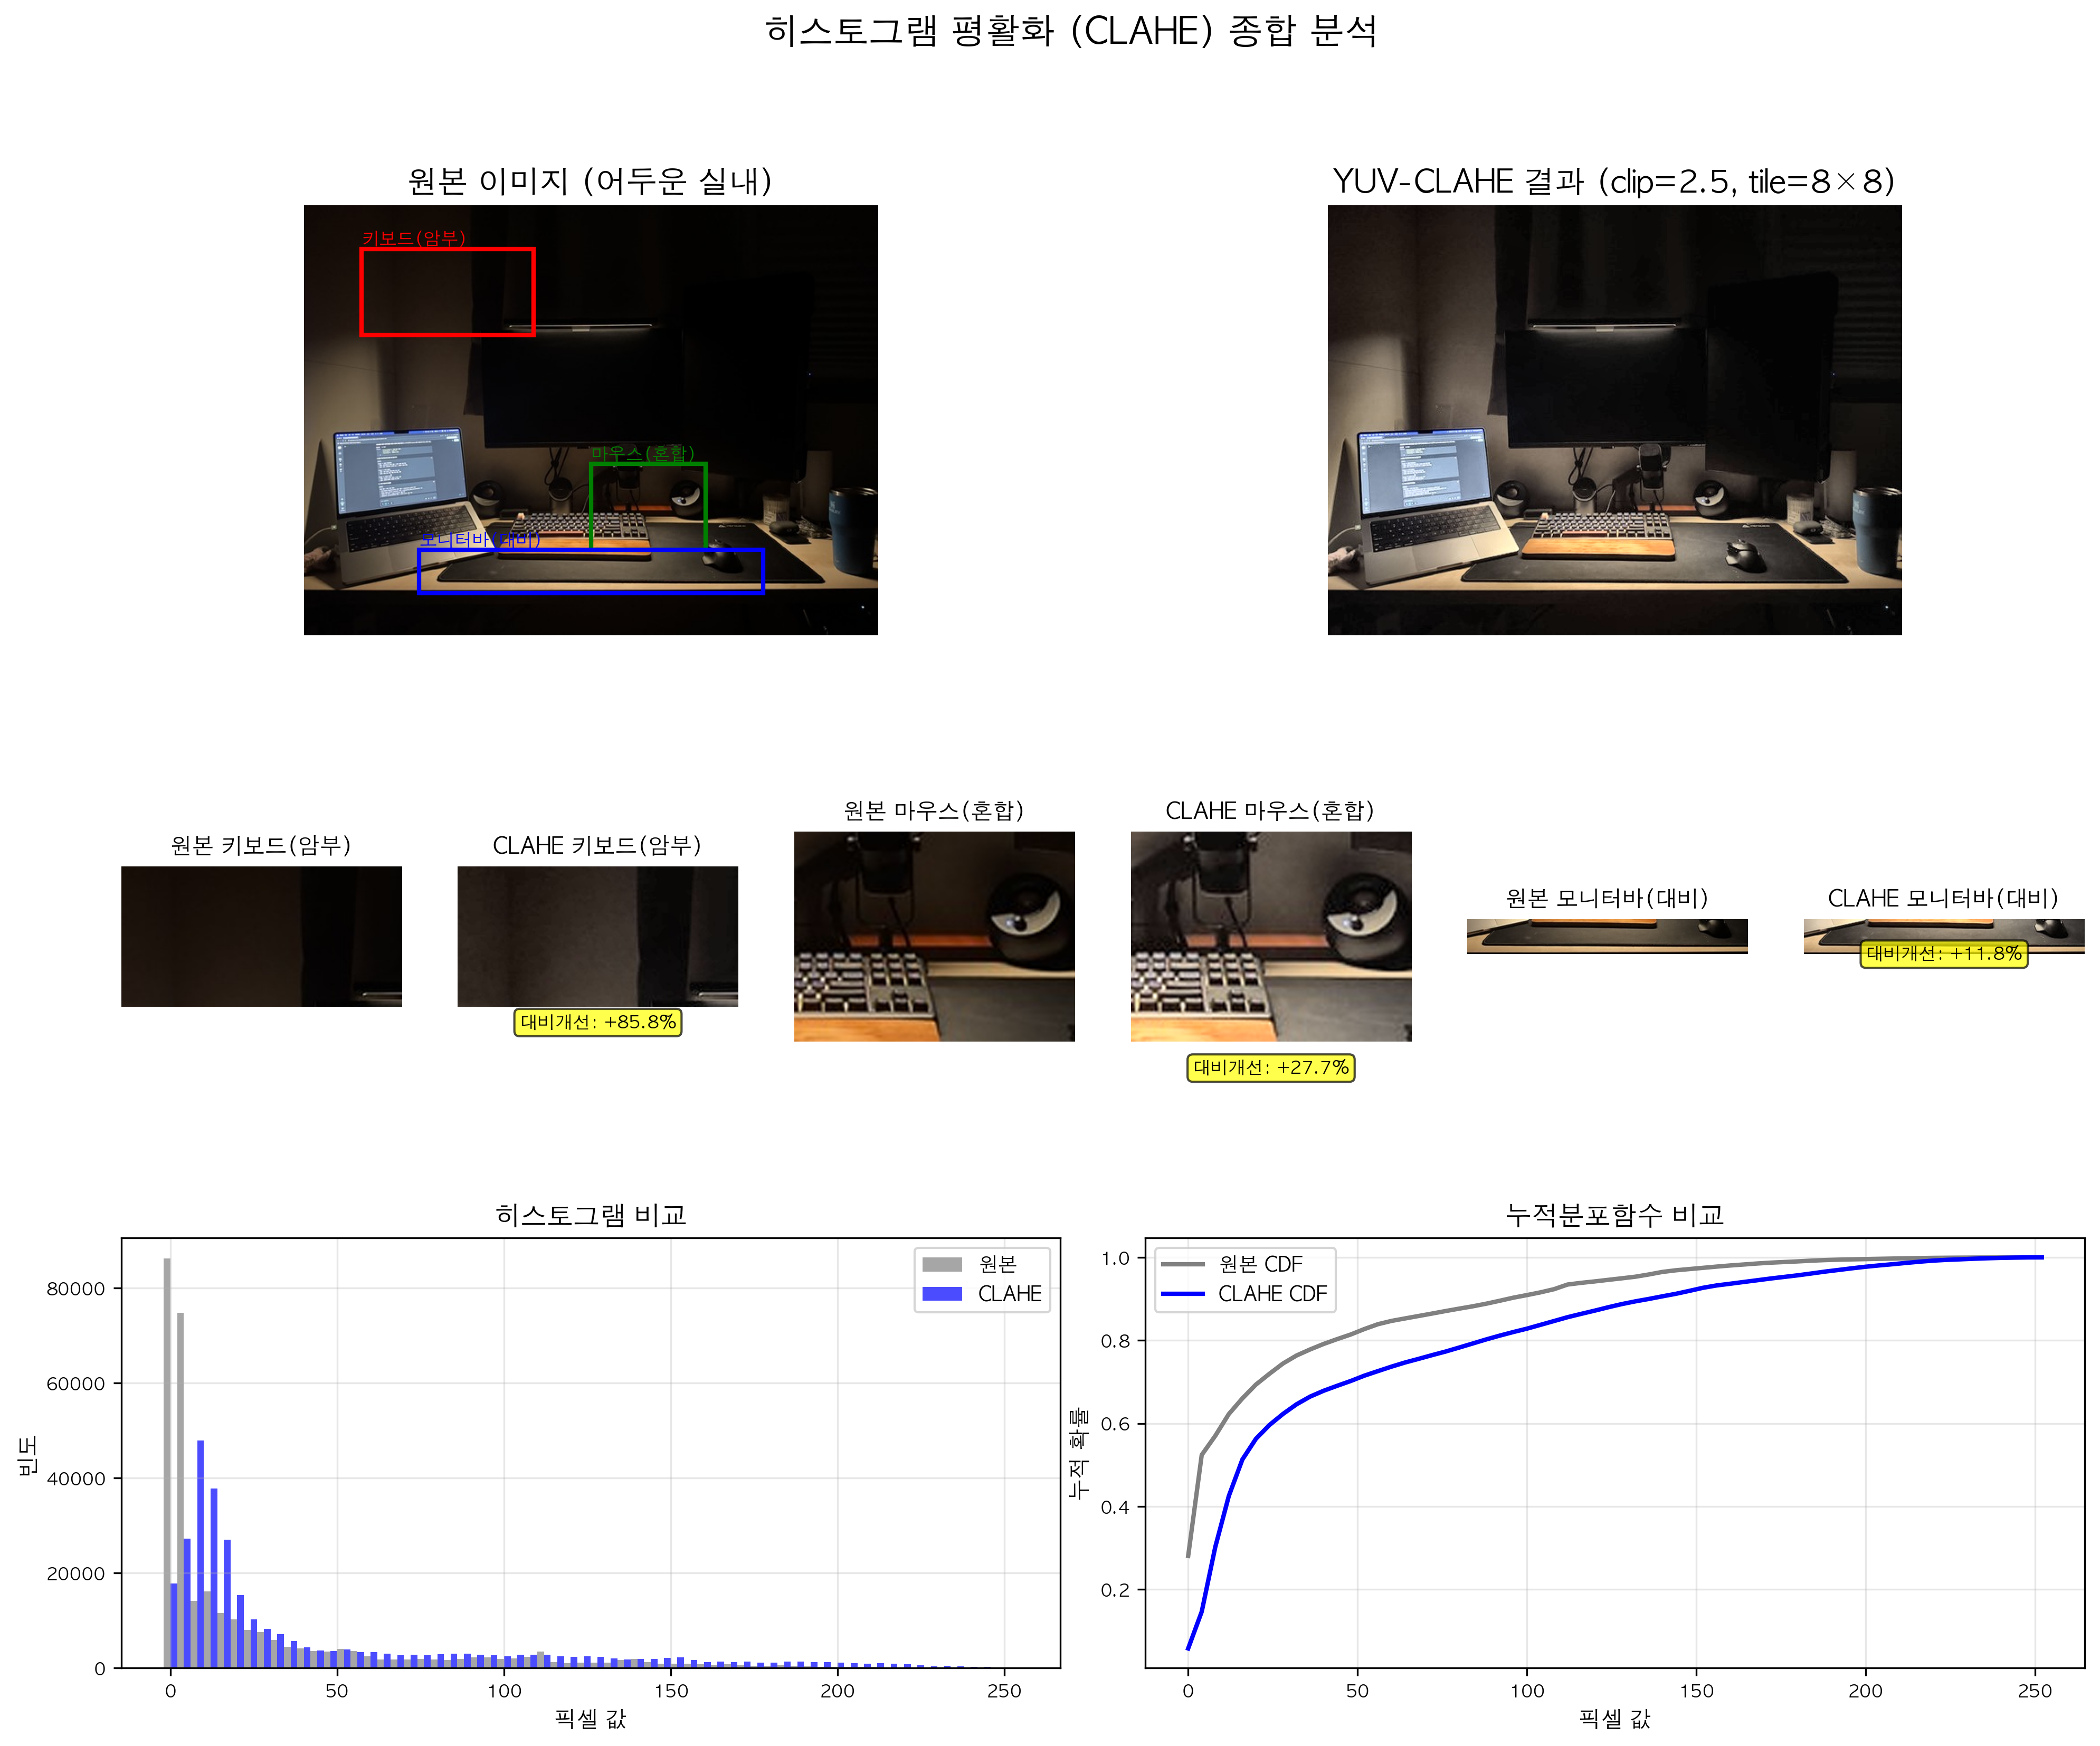 히스토그램 평활화 (CLAHE) 종합 분석
원본 이미지 (어두운 실내)
YUV-CLAHE 결과 (clip=2.5, tile=8×8)
키보드(암부)
마우스(혼합)
모니터바(대비)
원본 키보드(암부)
CLAHE 키보드(암부)
원본 마우스(혼합)
CLAHE 마우스(혼합)
원본 모니터바(대비)
CLAHE 모니터바(대비)
대비개선: +85.8%
대비개선: +27.7%
대비개선: +11.8%
히스토그램 비교
빈도
80000
60000
40000
20000
0
원본
CLAHE
0 50 100 150 200 250
픽셀 값
누적분포함수 비교
누적 확률
1.0
0.8
0.6
0.4
0.2
원본 CDF
CLAHE CDF
0 50 100 150 200 250
픽셀 값